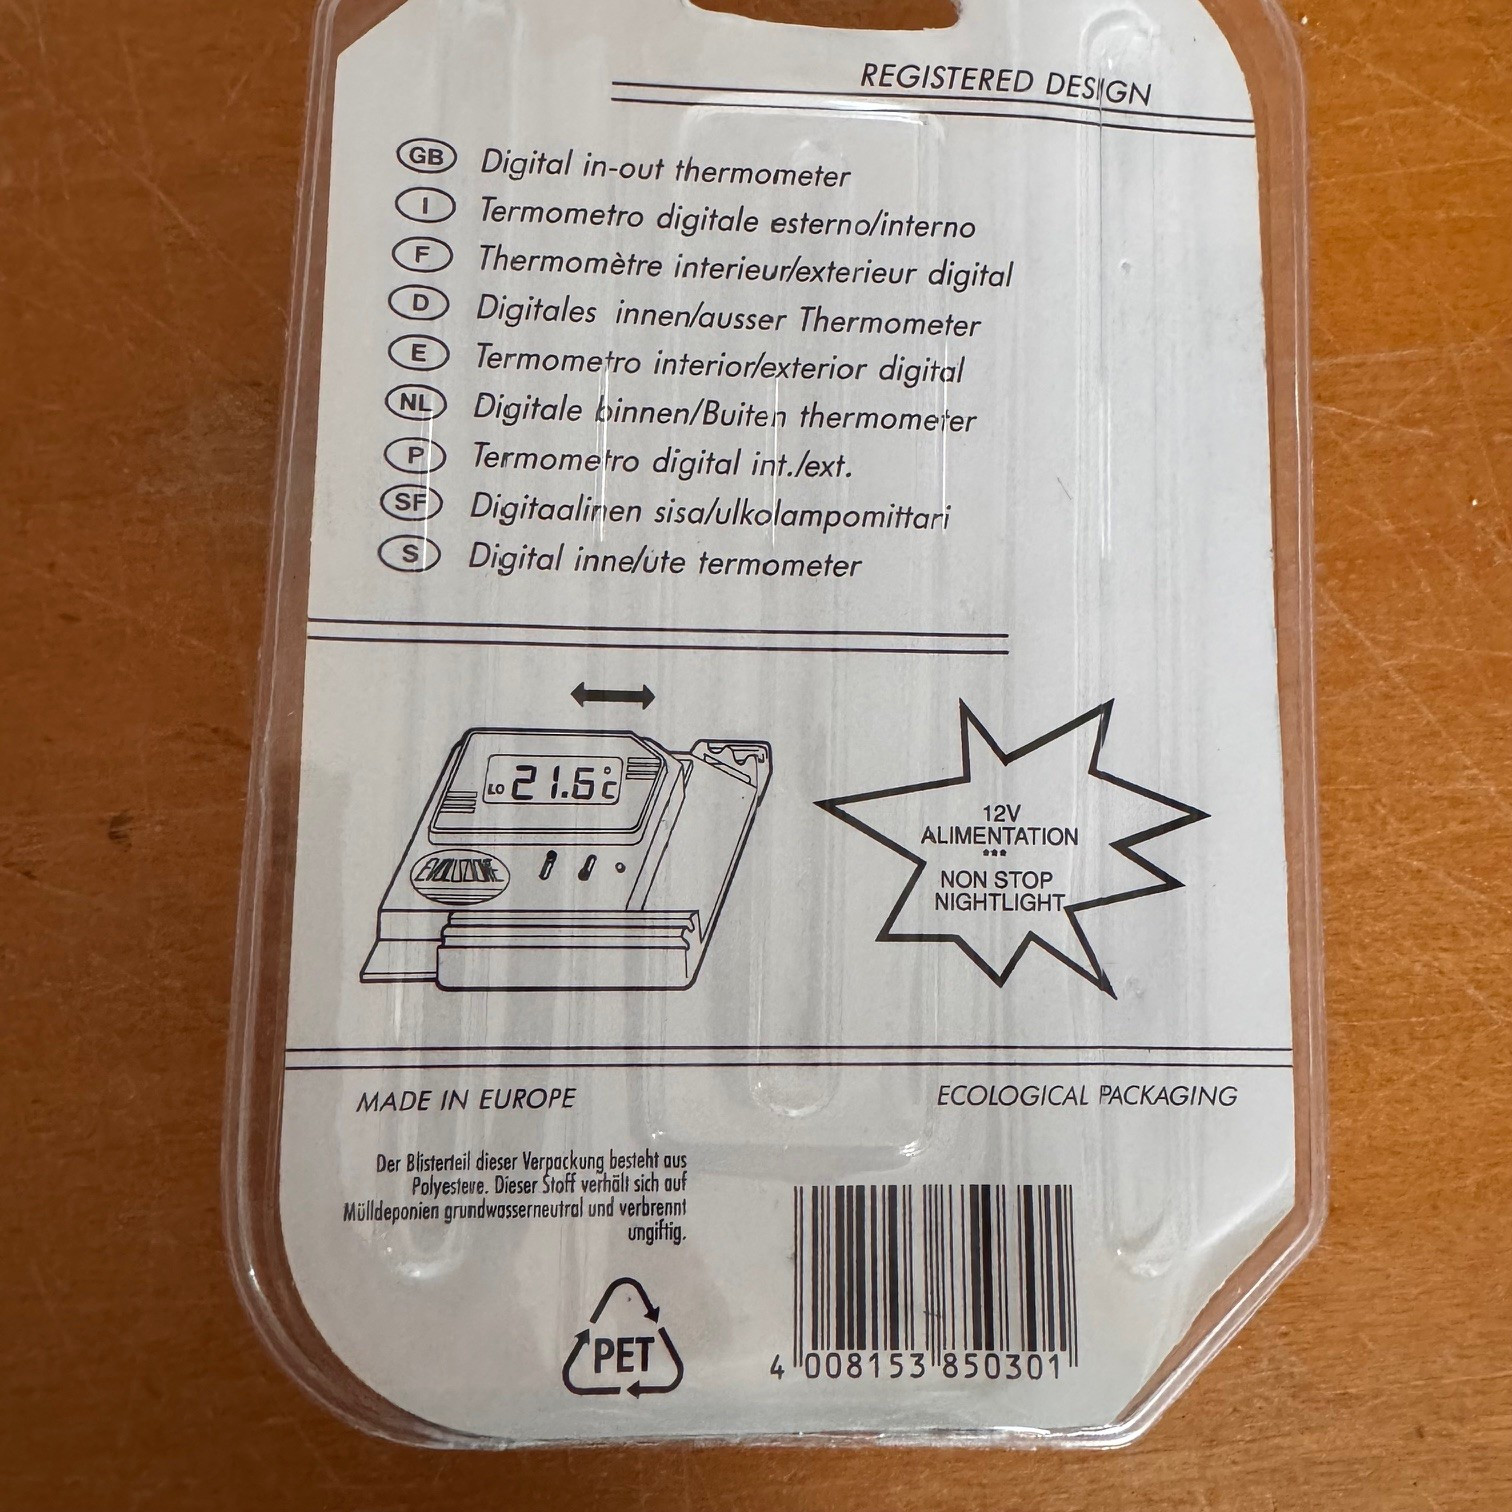 REGISTERED DESIGN
GB Digital in-out thermometer
I Termometro digitale esterno/interno
F Thermomètre interieur/exterieur digital
D Digitales innen/ausser Thermometer
E Termometro interior/exterior digital
NL Digitale binnen/Buiten thermometer
P Termometro digital int./ext.
SF Digitaalinen sisa/ulkolampomittari
S Digital inne/ute termometer
LO 21.6°C
EVOLUZIONE
12V
ALIMENTATION
***
NON STOP
NIGHTLIGHT
MADE IN EUROPE
ECOLOGICAL PACKAGING
Der Blisterteil dieser Verpackung besteht aus
Polyesteve. Dieser Stoff verhält sich auf
Mülldeponien grundwasserneutral und verbrennt
ungiftig.
PET
4 008153 850301